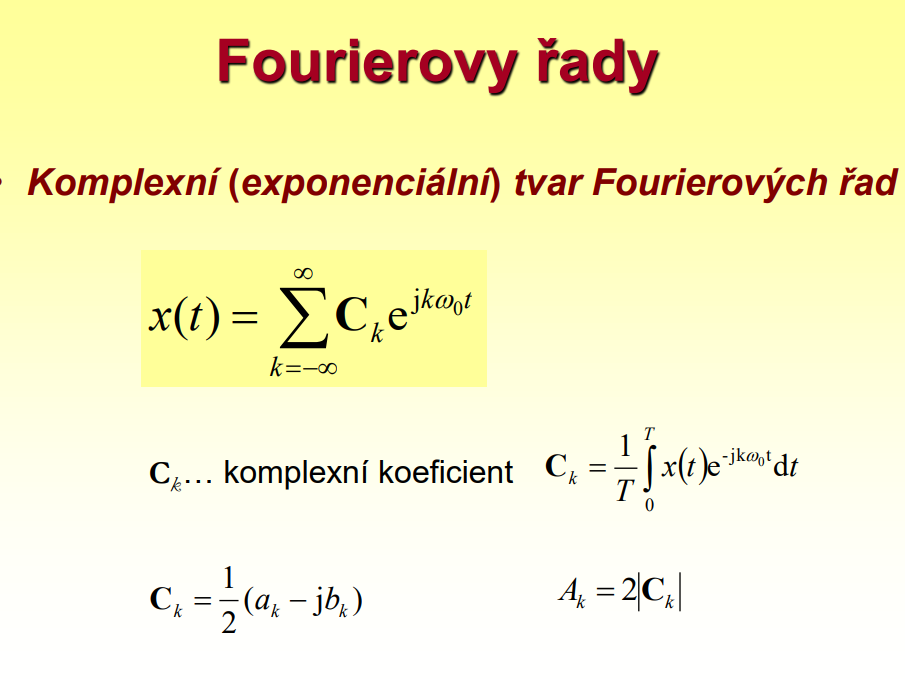 Fourierovy řady
• Komplexní (exponenciální) tvar Fourierových řad
x(t) = ∑_{k=−∞}^{∞} C_k e^{jkω₀t}
C_k… komplexní koeficient C_k = 1/T ∫_0^T x(t)e^{-jkω₀t}dt
C_k = 1/2 (a_k − jb_k) A_k = 2|C_k|